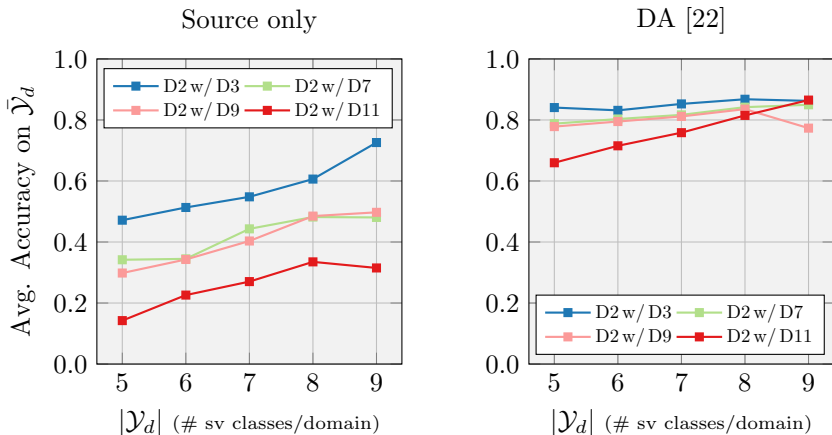 Source only
Avg. Accuracy on 𝒴̄_d
1.0
0.8
0.6
0.4
0.2
0.0
D2 w/ D3
D2 w/ D7
D2 w/ D9
D2 w/ D11
5 6 7 8 9
|𝒴_d| (# sv classes/domain)
DA [22]
1.0
0.8
0.6
0.4
0.2
0.0
D2 w/ D3
D2 w/ D7
D2 w/ D9
D2 w/ D11
5 6 7 8 9
|𝒴_d| (# sv classes/domain)